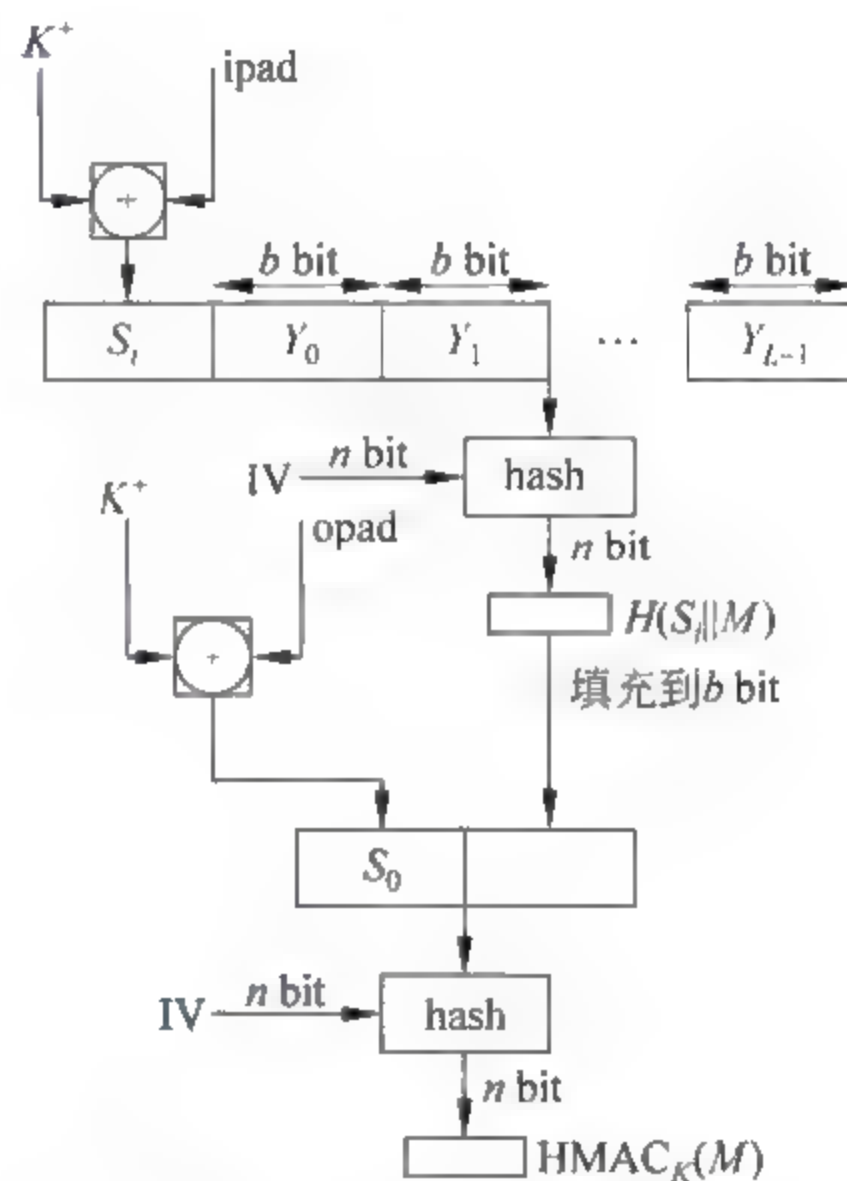 K⁺
ipad
b bit b bit b bit
Sᵢ Y₀ Y₁ … Y_{L-1}
IV n bit hash
K⁺ opad
n bit
H(Sᵢ||M)
填充到b bit
S₀
IV n bit hash
n bit
HMAC_K(M)